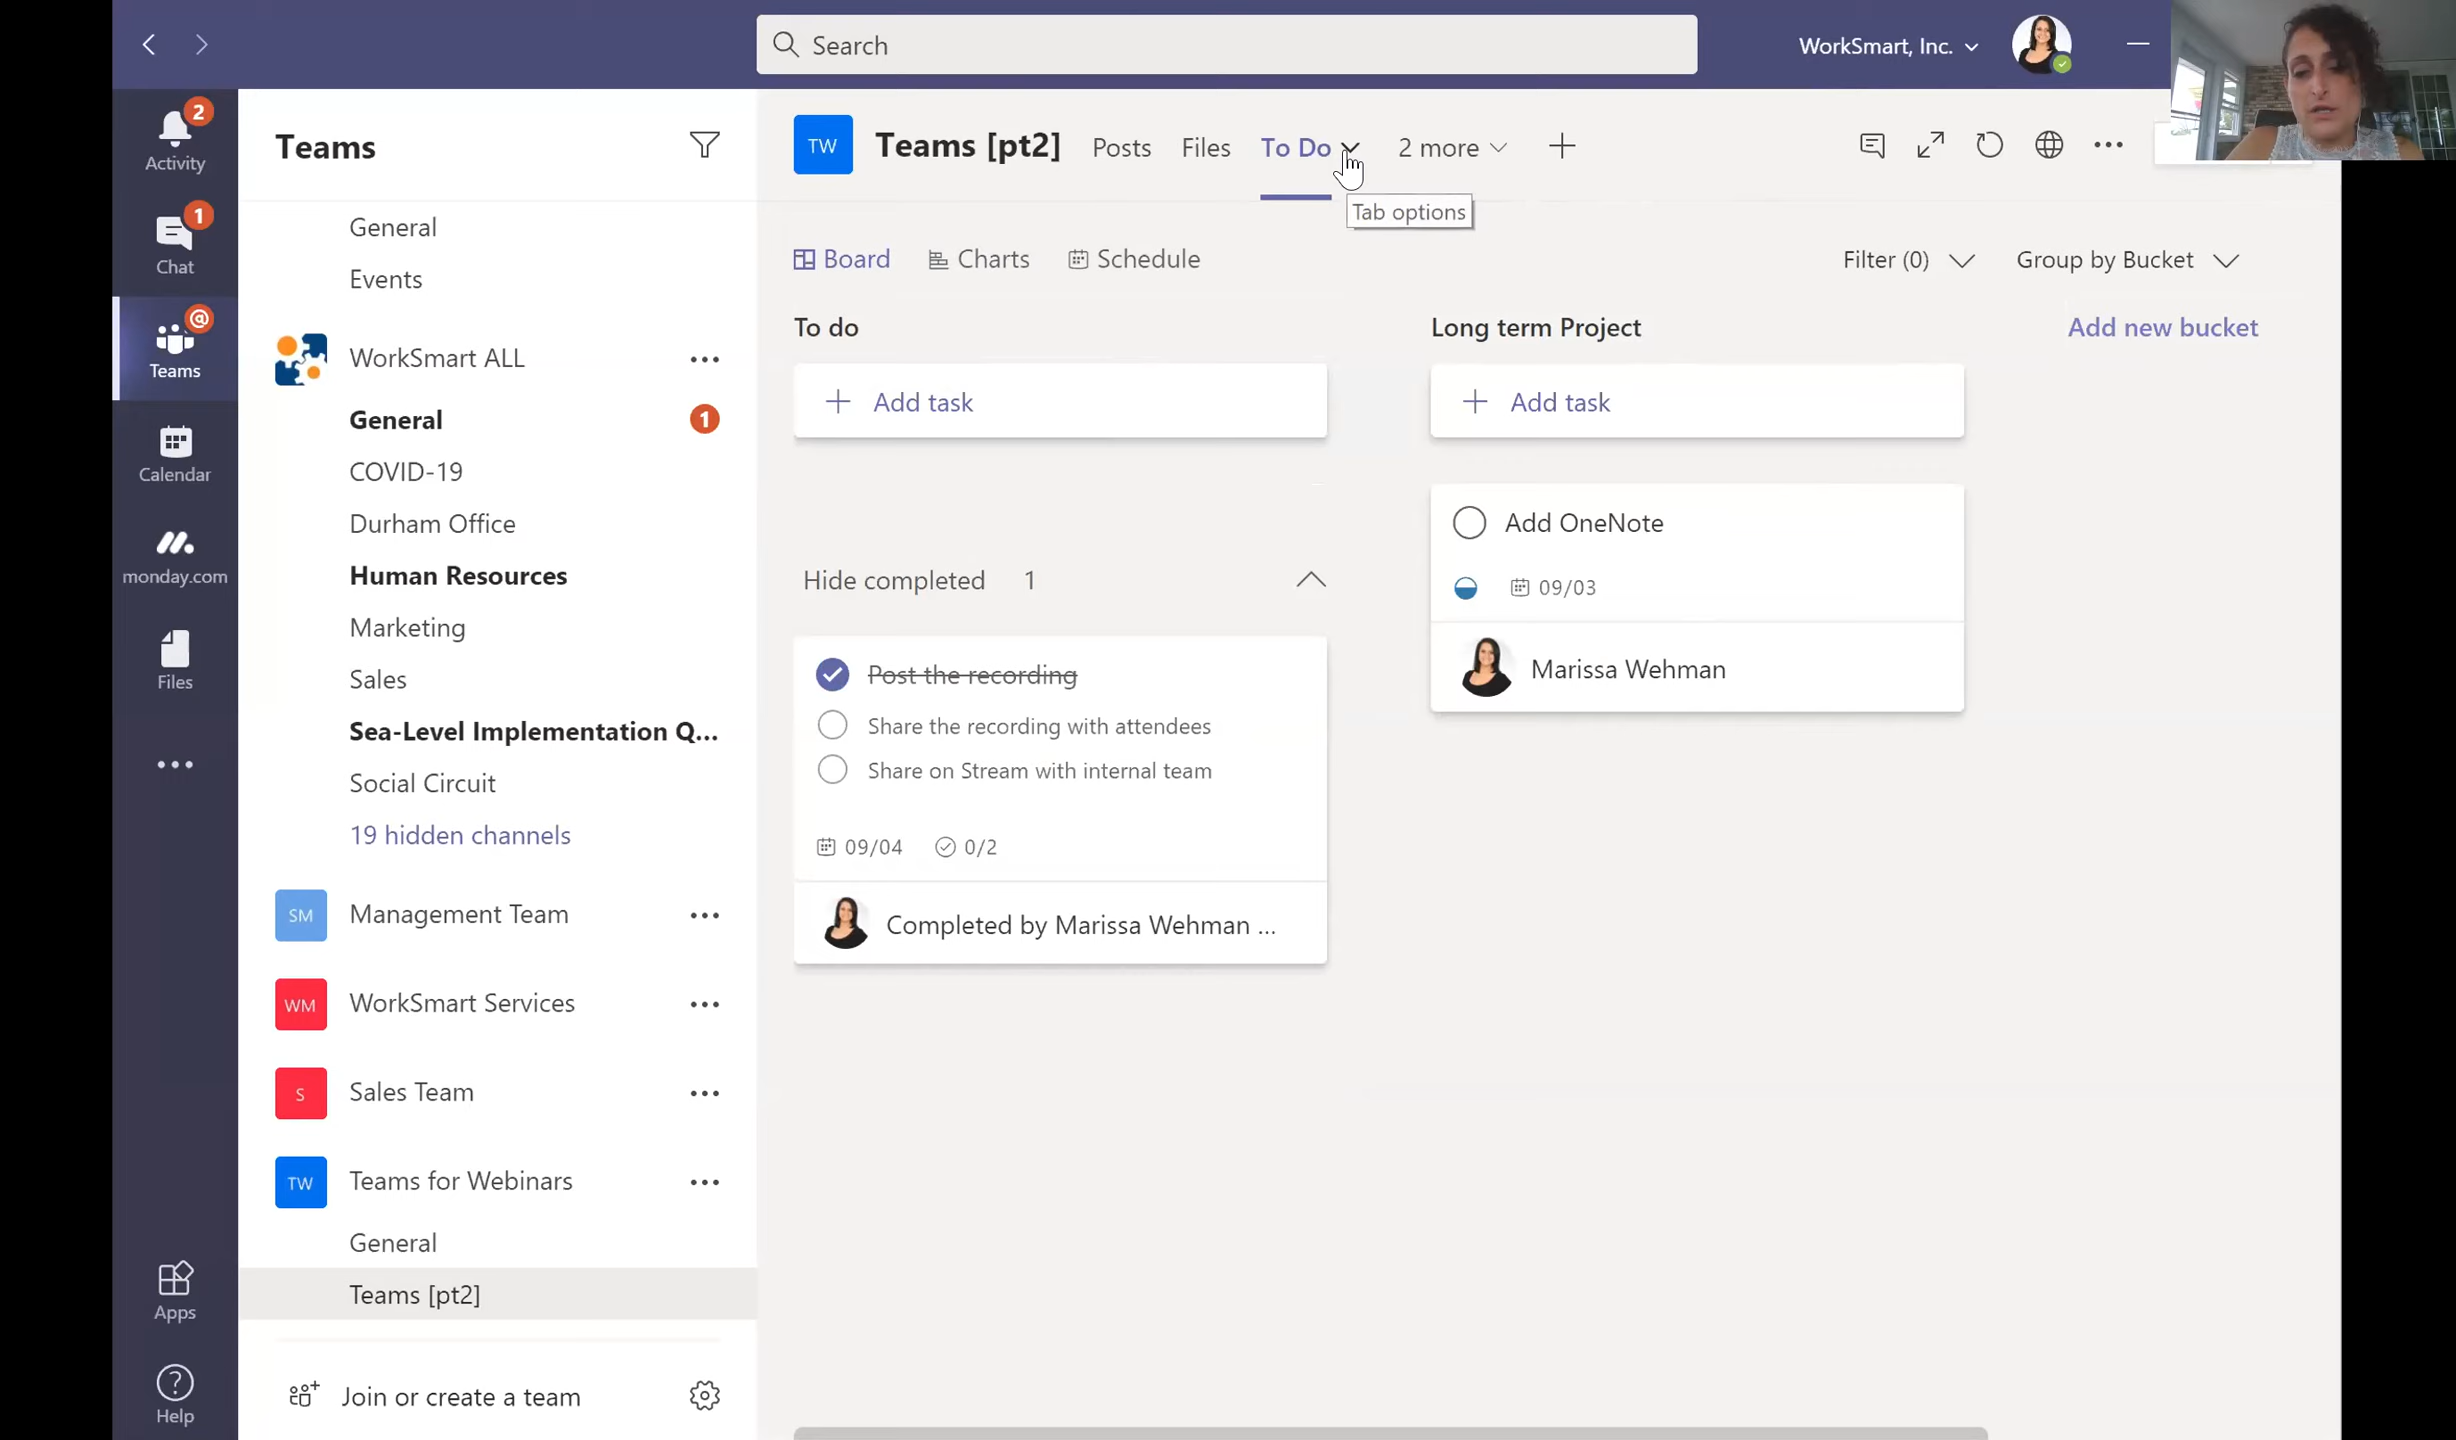 Search
WorkSmart, Inc.
2
Activity
1
Chat
@
Teams
Calendar
monday.com
Files
Apps
Help
Teams
General
Events
WorkSmart ALL
General
1
COVID-19
Durham Office
Human Resources
Marketing
Sales
Sea-Level Implementation Q...
Social Circuit
19 hidden channels
SM Management Team
WM WorkSmart Services
S Sales Team
TW Teams for Webinars
General
Teams [pt2]
Join or create a team
TW Teams [pt2] Posts Files To Do 2 more
Tab options
Board Charts Schedule Filter (0) Group by Bucket
To do
Add task
Hide completed 1
Post the recording
Share the recording with attendees
Share on Stream with internal team
09/04 0/2
Completed by Marissa Wehman ...
Long term Project
Add task
Add OneNote
09/03
Marissa Wehman
Add new bucket